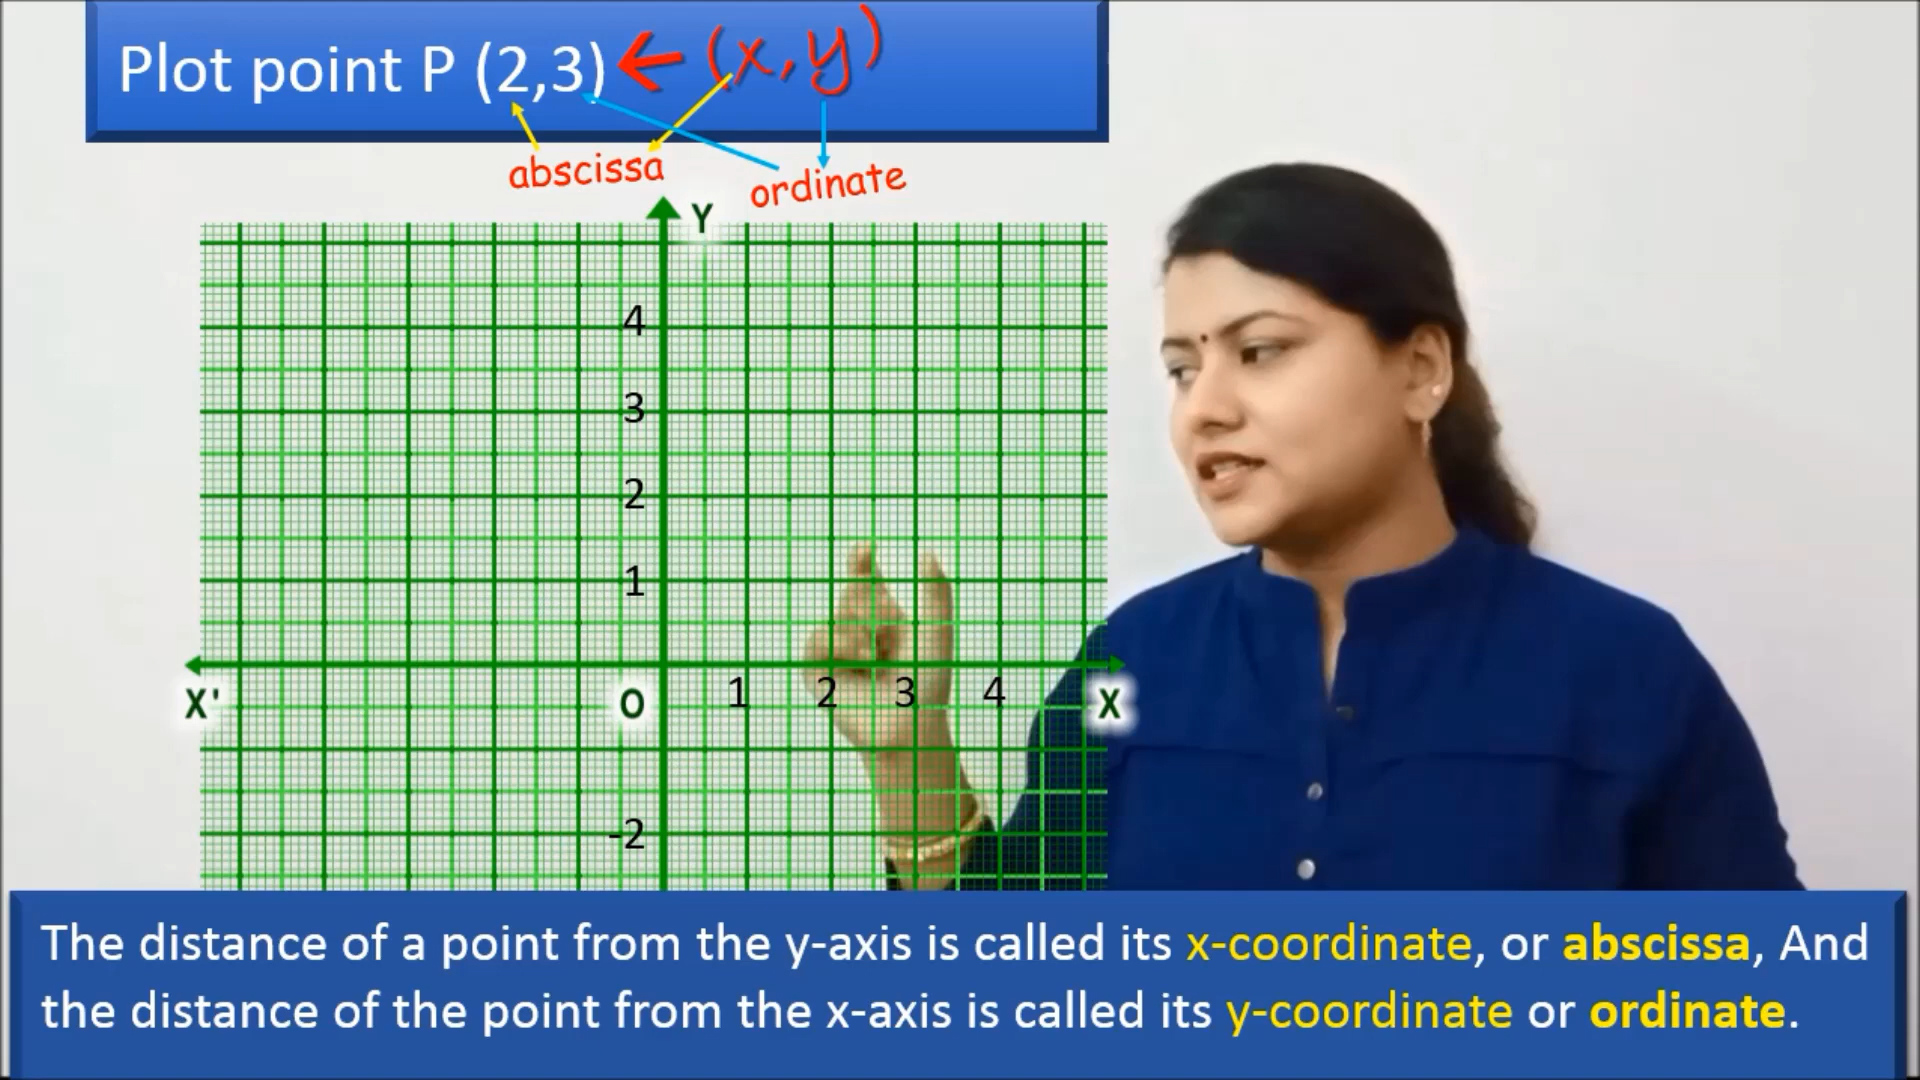 Plot point P (2,3) ← (x,y)
abscissa
ordinate
Y
4
3
2
1
X' O 1 2 3 4 X
-2
The distance of a point from the y-axis is called its x-coordinate, or abscissa, And
the distance of the point from the x-axis is called its y-coordinate or ordinate.